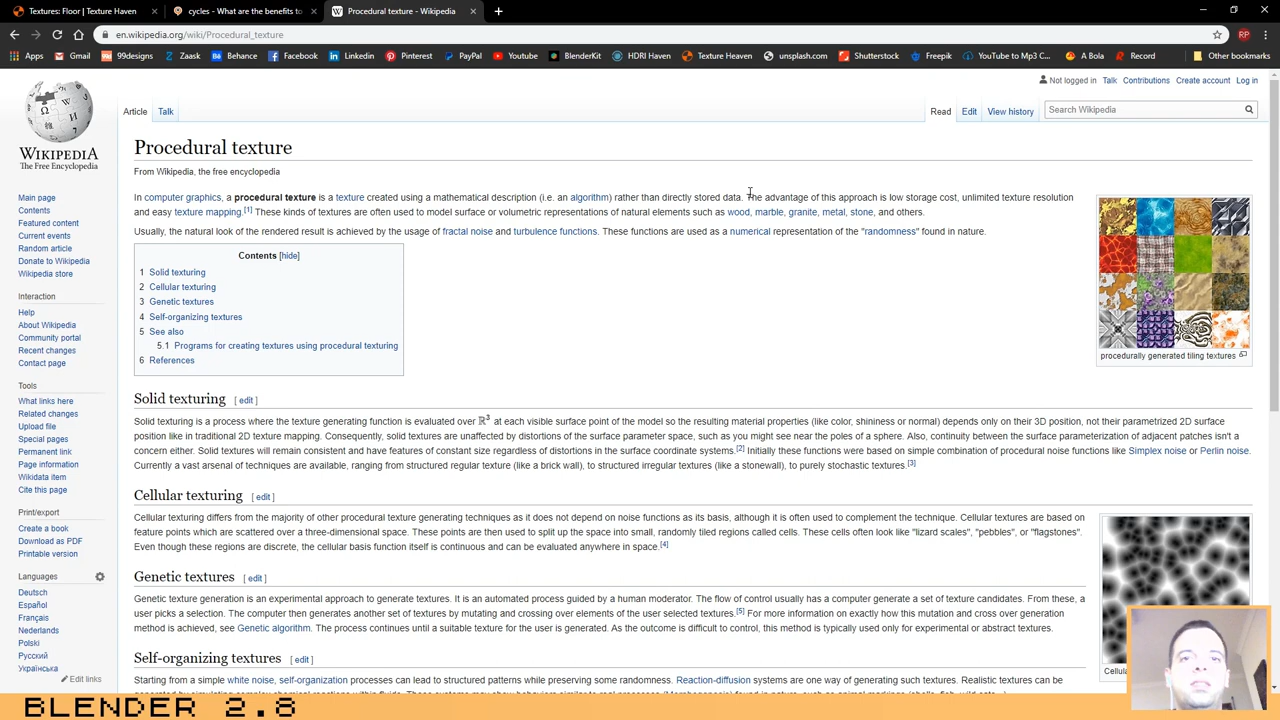 Textures: Floor | Texture Haven
cycles - What are the benefits to
Procedural texture - Wikipedia
en.wikipedia.org/wiki/Procedural_texture
RP
Apps Gmail 99designs Zaask Behance Facebook LinkedIn Pinterest PayPal Youtube BlenderKit HDRI Haven Texture Haven unsplash.com Shutterstock Freepik YouTube to Mp3 C... A Bola Record Other bookmarks
Not logged in Talk Contributions Create account Log in
Article Talk Read Edit View history Search Wikipedia
WIKIPEDIA
The Free Encyclopedia
Main page
Contents
Featured content
Current events
Random article
Donate to Wikipedia
Wikipedia store
Interaction
Help
About Wikipedia
Community portal
Recent changes
Contact page
Tools
What links here
Related changes
Upload file
Special pages
Permanent link
Page information
Wikidata item
Cite this page
Print/export
Create a book
Download as PDF
Printable version
Languages
Deutsch
Español
Français
Nederlands
Polski
Русский
Українська
Edit links
Procedural texture
From Wikipedia, the free encyclopedia
In computer graphics, a procedural texture is a texture created using a mathematical description (i.e. an algorithm) rather than directly stored data. The advantage of this approach is low storage cost, unlimited texture resolution
and easy texture mapping.[1] These kinds of textures are often used to model surface or volumetric representations of natural elements such as wood, marble, granite, metal, stone, and others.
Usually, the natural look of the rendered result is achieved by the usage of fractal noise and turbulence functions. These functions are used as a numerical representation of the "randomness" found in nature.
procedurally generated tiling textures
Contents [hide]
1 Solid texturing
2 Cellular texturing
3 Genetic textures
4 Self-organizing textures
5 See also
5.1 Programs for creating textures using procedural texturing
6 References
Solid texturing [ edit ]
Solid texturing is a process where the texture generating function is evaluated over ℝ³ at each visible surface point of the model so the resulting material properties (like color, shininess or normal) depends only on their 3D position, not their parametrized 2D surface
position like in traditional 2D texture mapping. Consequently, solid textures are unaffected by distortions of the surface parameter space, such as you might see near the poles of a sphere. Also, continuity between the surface parameterization of adjacent patches isn't a
concern either. Solid textures will remain consistent and have features of constant size regardless of distortions in the surface coordinate systems.[2] Initially these functions were based on simple combination of procedural noise functions like Simplex noise or Perlin noise.
Currently a vast arsenal of techniques are available, ranging from structured regular texture (like a brick wall), to structured irregular textures (like a stonewall), to purely stochastic textures.[3]
Cellular texturing [ edit ]
Cellular texturing differs from the majority of other procedural texture generating techniques as it does not depend on noise functions as its basis, although it is often used to complement the technique. Cellular textures are based on
feature points which are scattered over a three-dimensional space. These points are then used to split up the space into small, randomly tiled regions called cells. These cells often look like "lizard scales", "pebbles", or "flagstones".
Even though these regions are discrete, the cellular basis function itself is continuous and can be evaluated anywhere in space.[4]
Genetic textures [ edit ]
Genetic texture generation is an experimental approach to generate textures. It is an automated process guided by a human moderator. The flow of control usually has a computer generate a set of texture candidates. From these, a
user picks a selection. The computer then generates another set of textures by mutating and crossing over elements of the user selected textures.[5] For more information on exactly how this mutation and cross over generation
method is achieved, see Genetic algorithm. The process continues until a suitable texture for the user is generated. As the outcome is difficult to control, this method is typically used only for experimental or abstract textures.
Self-organizing textures [ edit ]
Starting from a simple white noise, self-organization processes can lead to structured patterns while preserving some randomness. Reaction-diffusion systems are one way of generating such textures. Realistic textures can be
BLENDER 2.8